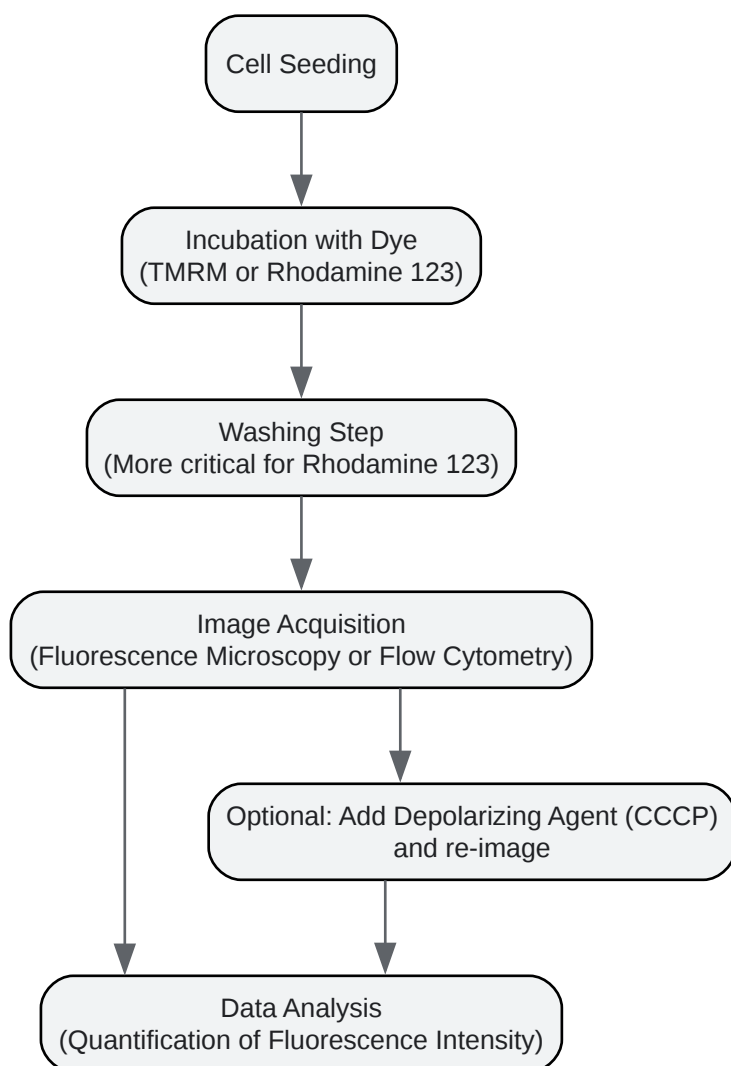 Cell Seeding
Incubation with Dye
(TMRM or Rhodamine 123)
Washing Step
(More critical for Rhodamine 123)
Image Acquisition
(Fluorescence Microscopy or Flow Cytometry)
Optional: Add Depolarizing Agent (CCCP)
and re-image
Data Analysis
(Quantification of Fluorescence Intensity)